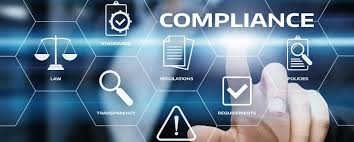 COMPLIANCE
STANDARDS
LAW
REGULATIONS
POLICIES
TRANSPARENCY
REQUIREMENTS